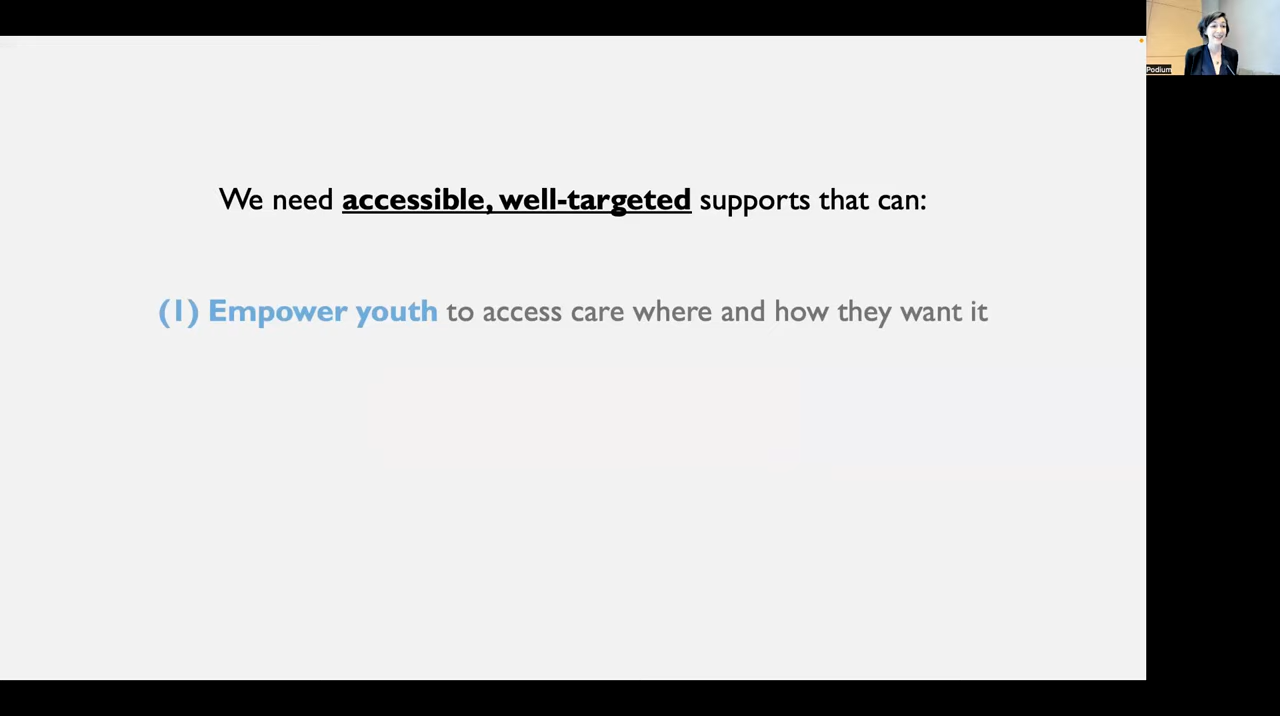 We need accessible, well-targeted supports that can:
(1) Empower youth to access care where and how they want it
Podium